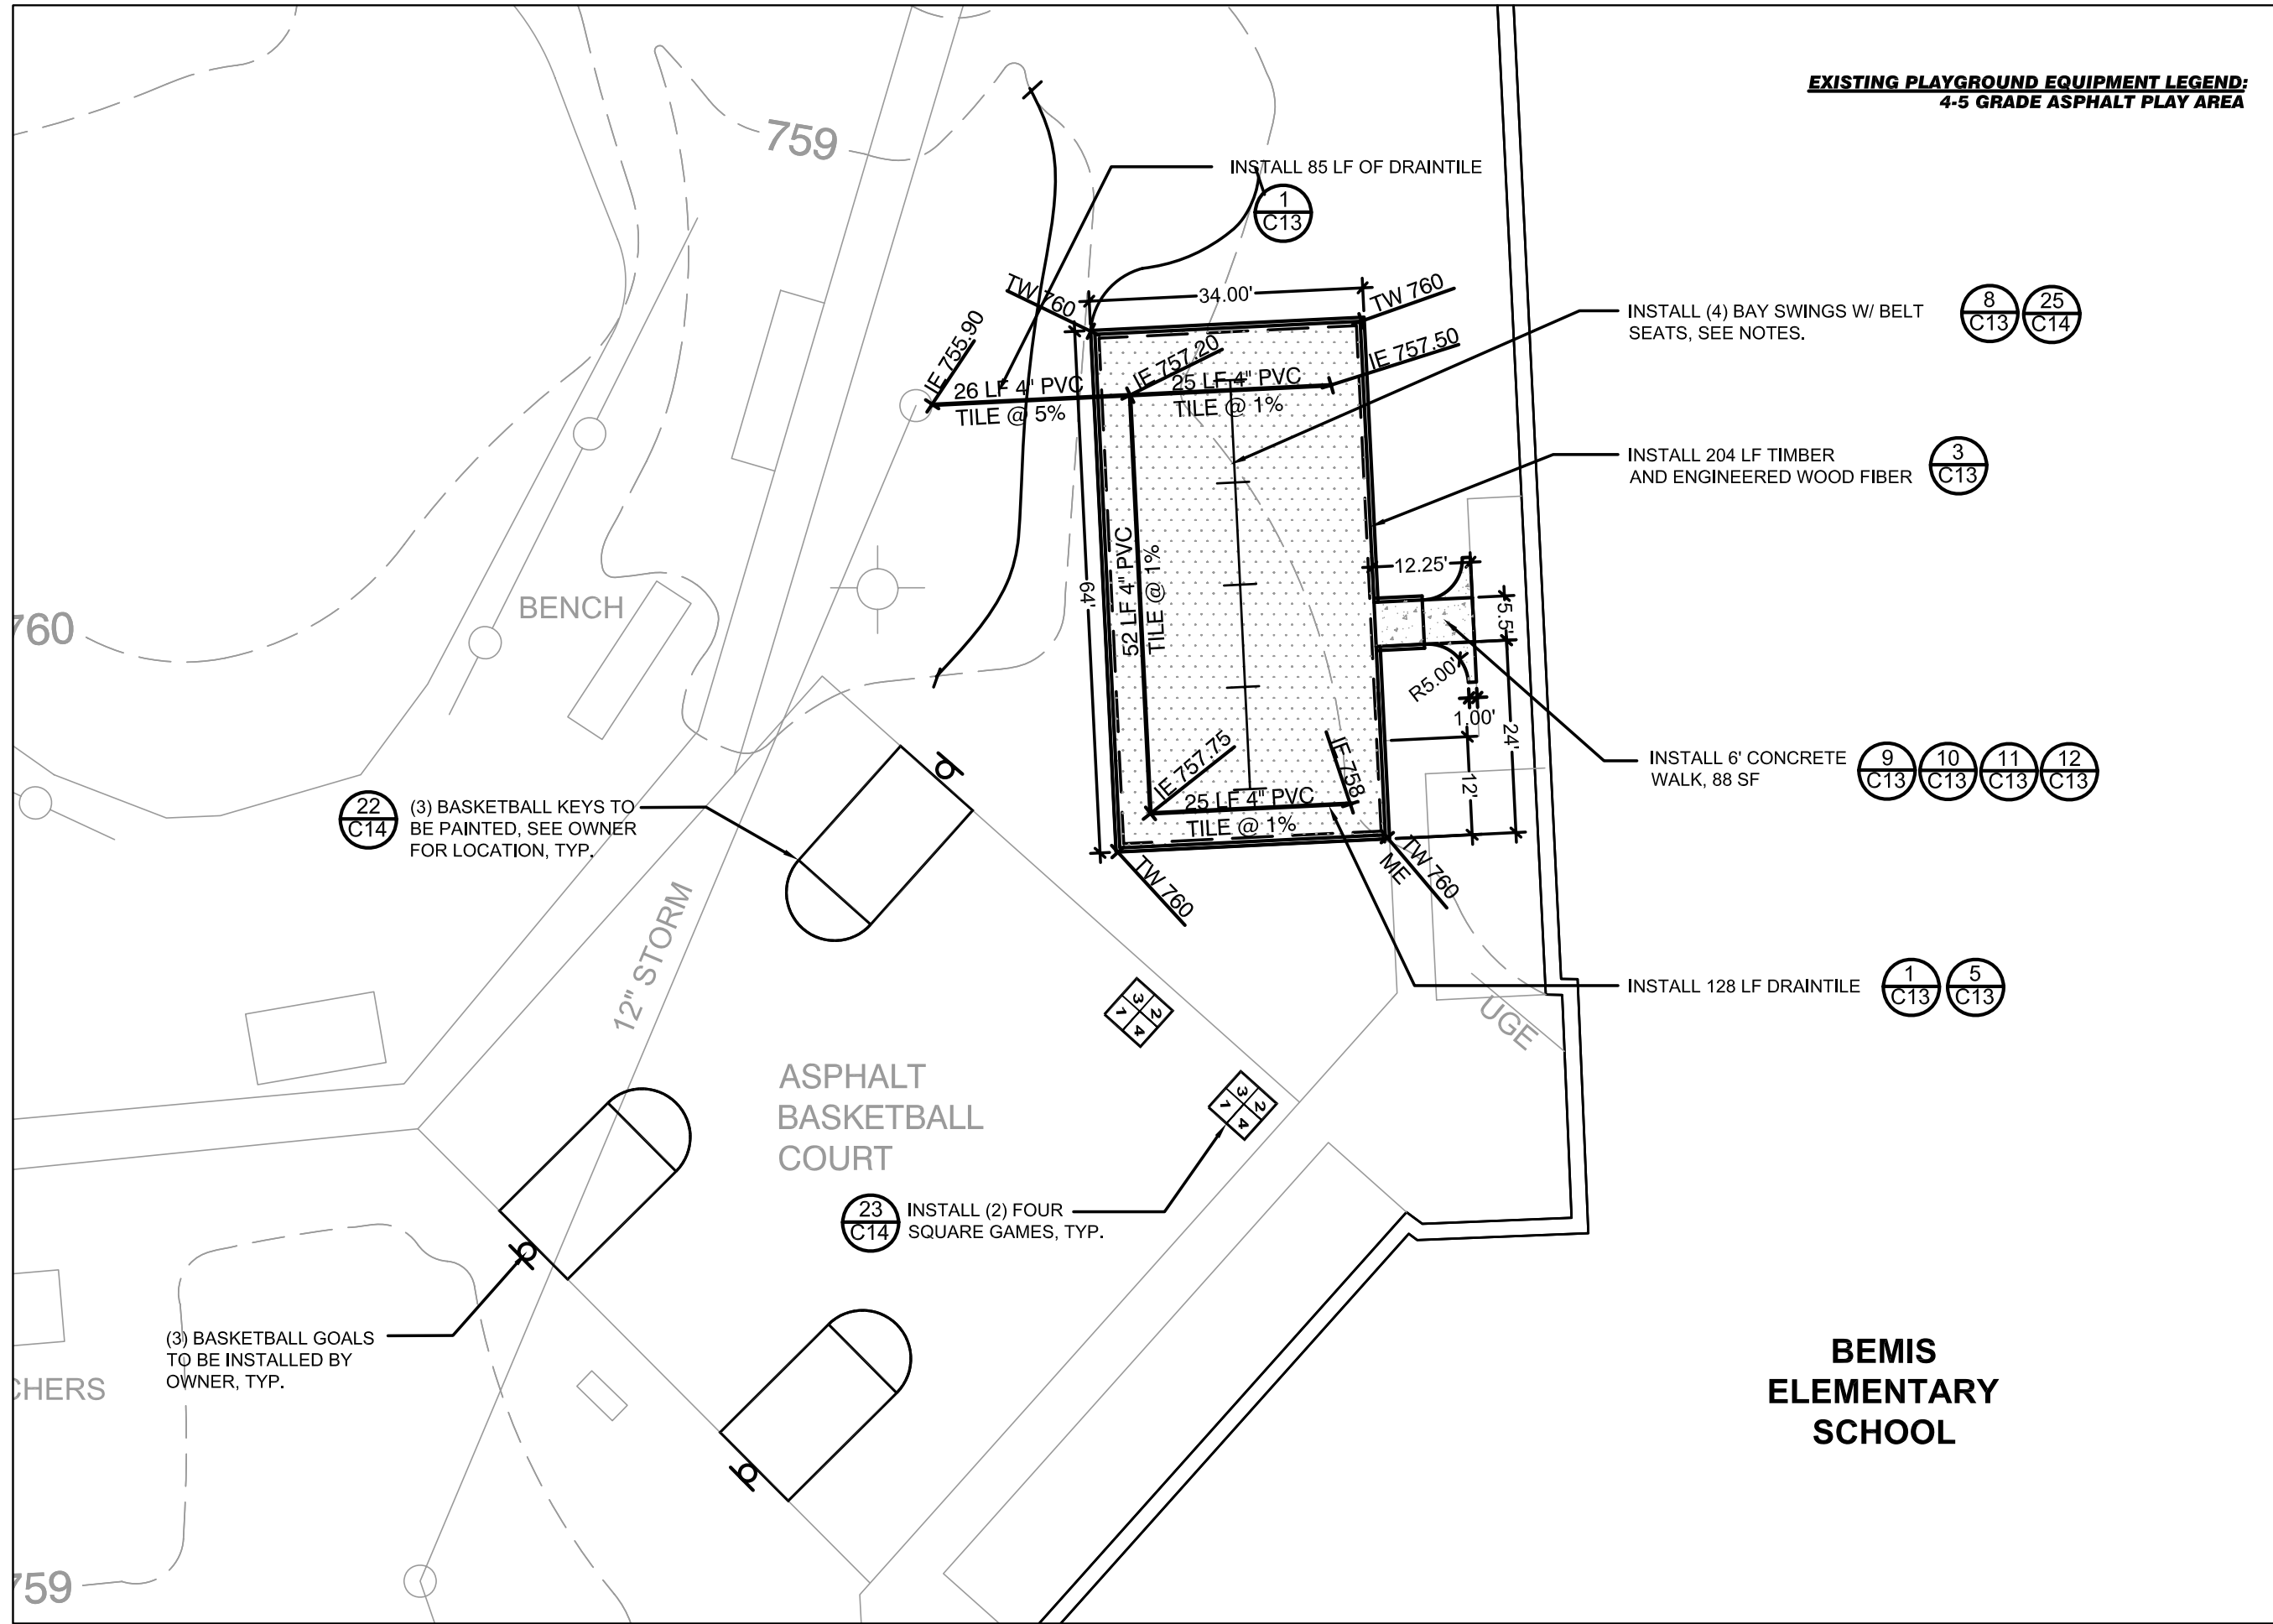 EXISTING PLAYGROUND EQUIPMENT LEGEND:
4-5 GRADE ASPHALT PLAY AREA
759
INSTALL 85 LF OF DRAINTILE
1
C13
TW 760
34.00'
TW 760
INSTALL (4) BAY SWINGS W/ BELT
SEATS, SEE NOTES.
8
C13
25
C14
IE 755.90
IE 757.20
IE 757.50
26 LF 4" PVC
TILE @ 5%
25 LF 4" PVC
TILE @ 1%
INSTALL 204 LF TIMBER
AND ENGINEERED WOOD FIBER
3
C13
12.25'
64'
52 LF 4" PVC
TILE @ 1%
5.5'
BENCH
760
R5.00'
1.00'
24'
12'
INSTALL 6' CONCRETE
WALK, 88 SF
9
C13
10
C13
11
C13
12
C13
IE 757.75
IE 758
25 LF 4" PVC
TILE @ 1%
22
C14
(3) BASKETBALL KEYS TO
BE PAINTED, SEE OWNER
FOR LOCATION, TYP.
TW 760
ME
TW 760
12" STORM
INSTALL 128 LF DRAINTILE
1
C13
5
C13
UGE
3 2
1 4
3 2
1 4
ASPHALT
BASKETBALL
COURT
23
C14
INSTALL (2) FOUR
SQUARE GAMES, TYP.
(3) BASKETBALL GOALS
TO BE INSTALLED BY
OWNER, TYP.
CHERS
BEMIS
ELEMENTARY
SCHOOL
759